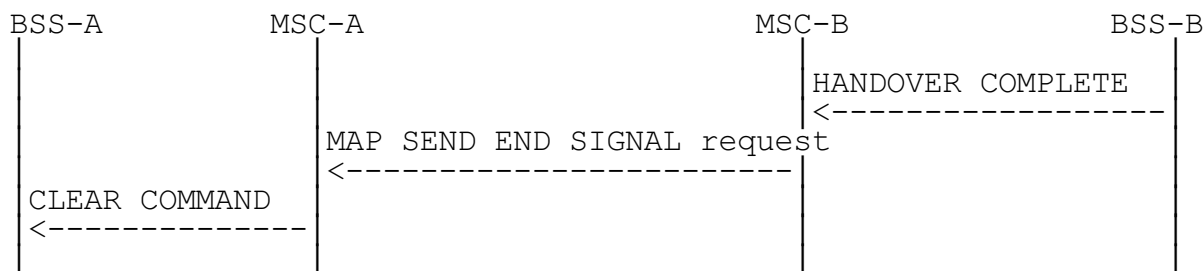 BSS-A MSC-A MSC-B BSS-B
HANDOVER COMPLETE
MAP SEND END SIGNAL request
CLEAR COMMAND